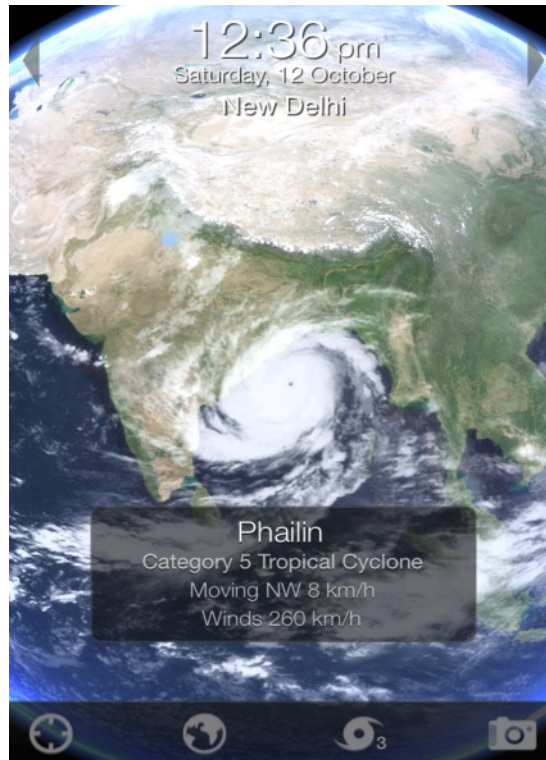 12:36 pm
Saturday, 12 October
New Delhi
Phailin
Category 5 Tropical Cyclone
Moving NW 8 km/h
Winds 260 km/h
3